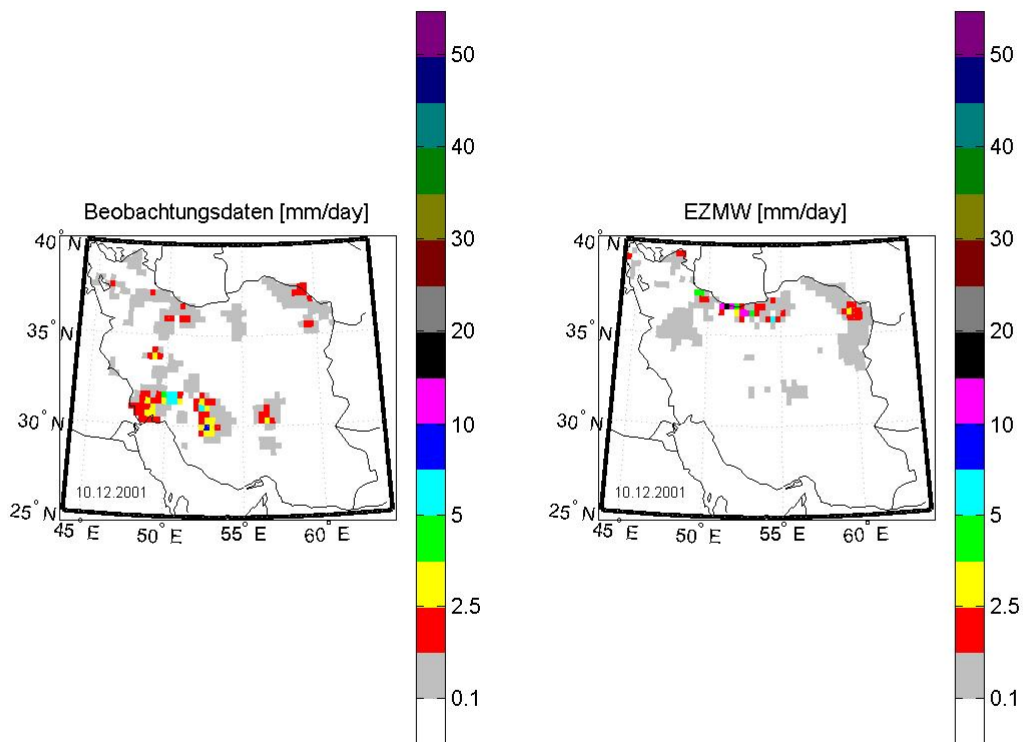 Beobachtungsdaten [mm/day]
40° N
35° N
30° N
25° N
45° E
50° E
55° E
60° E
10.12.2001
50
40
30
20
10
5
2.5
0.1
EZMW [mm/day]
40° N
35° N
30° N
25° N
45° E
50° E
55° E
60° E
10.12.2001
50
40
30
20
10
5
2.5
0.1